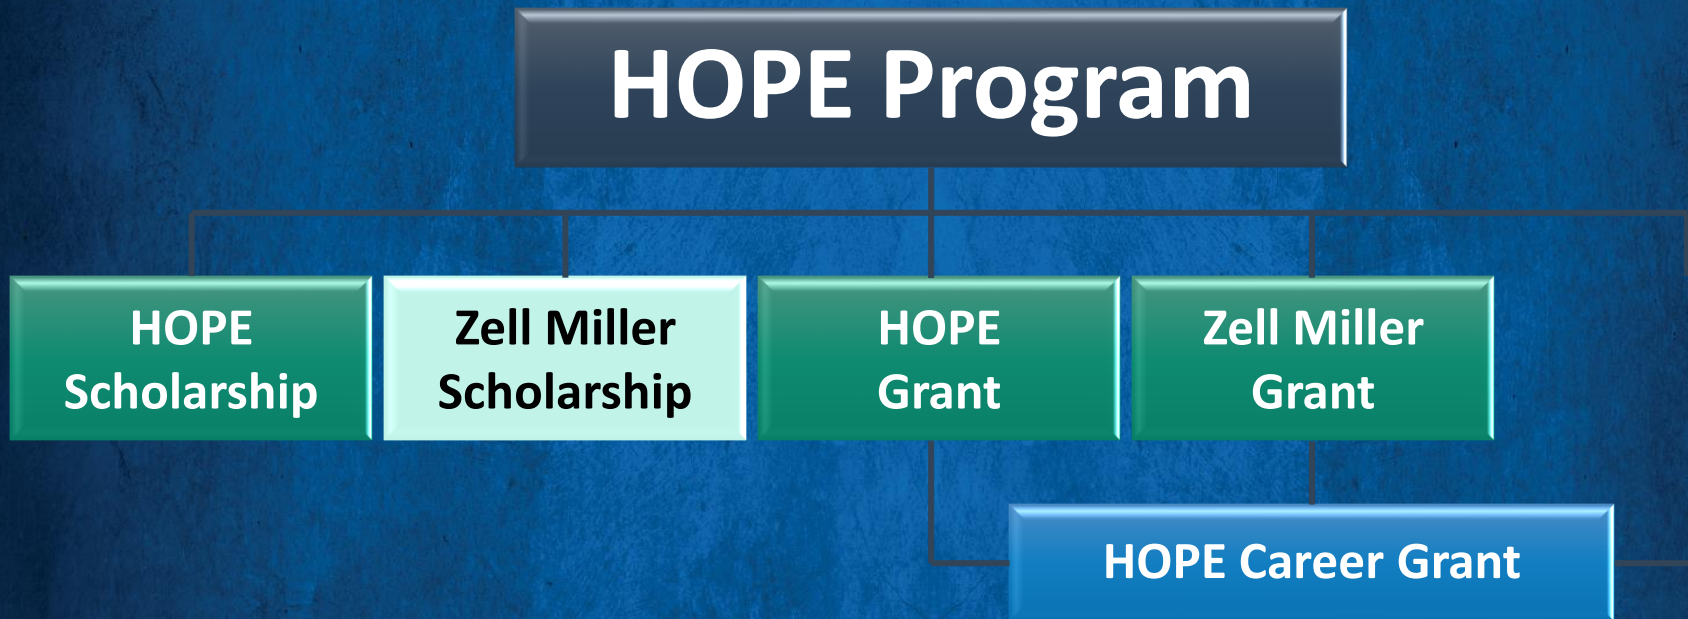 HOPE Program
HOPE
Scholarship
Zell Miller
Scholarship
HOPE
Grant
Zell Miller
Grant
HOPE Career Grant